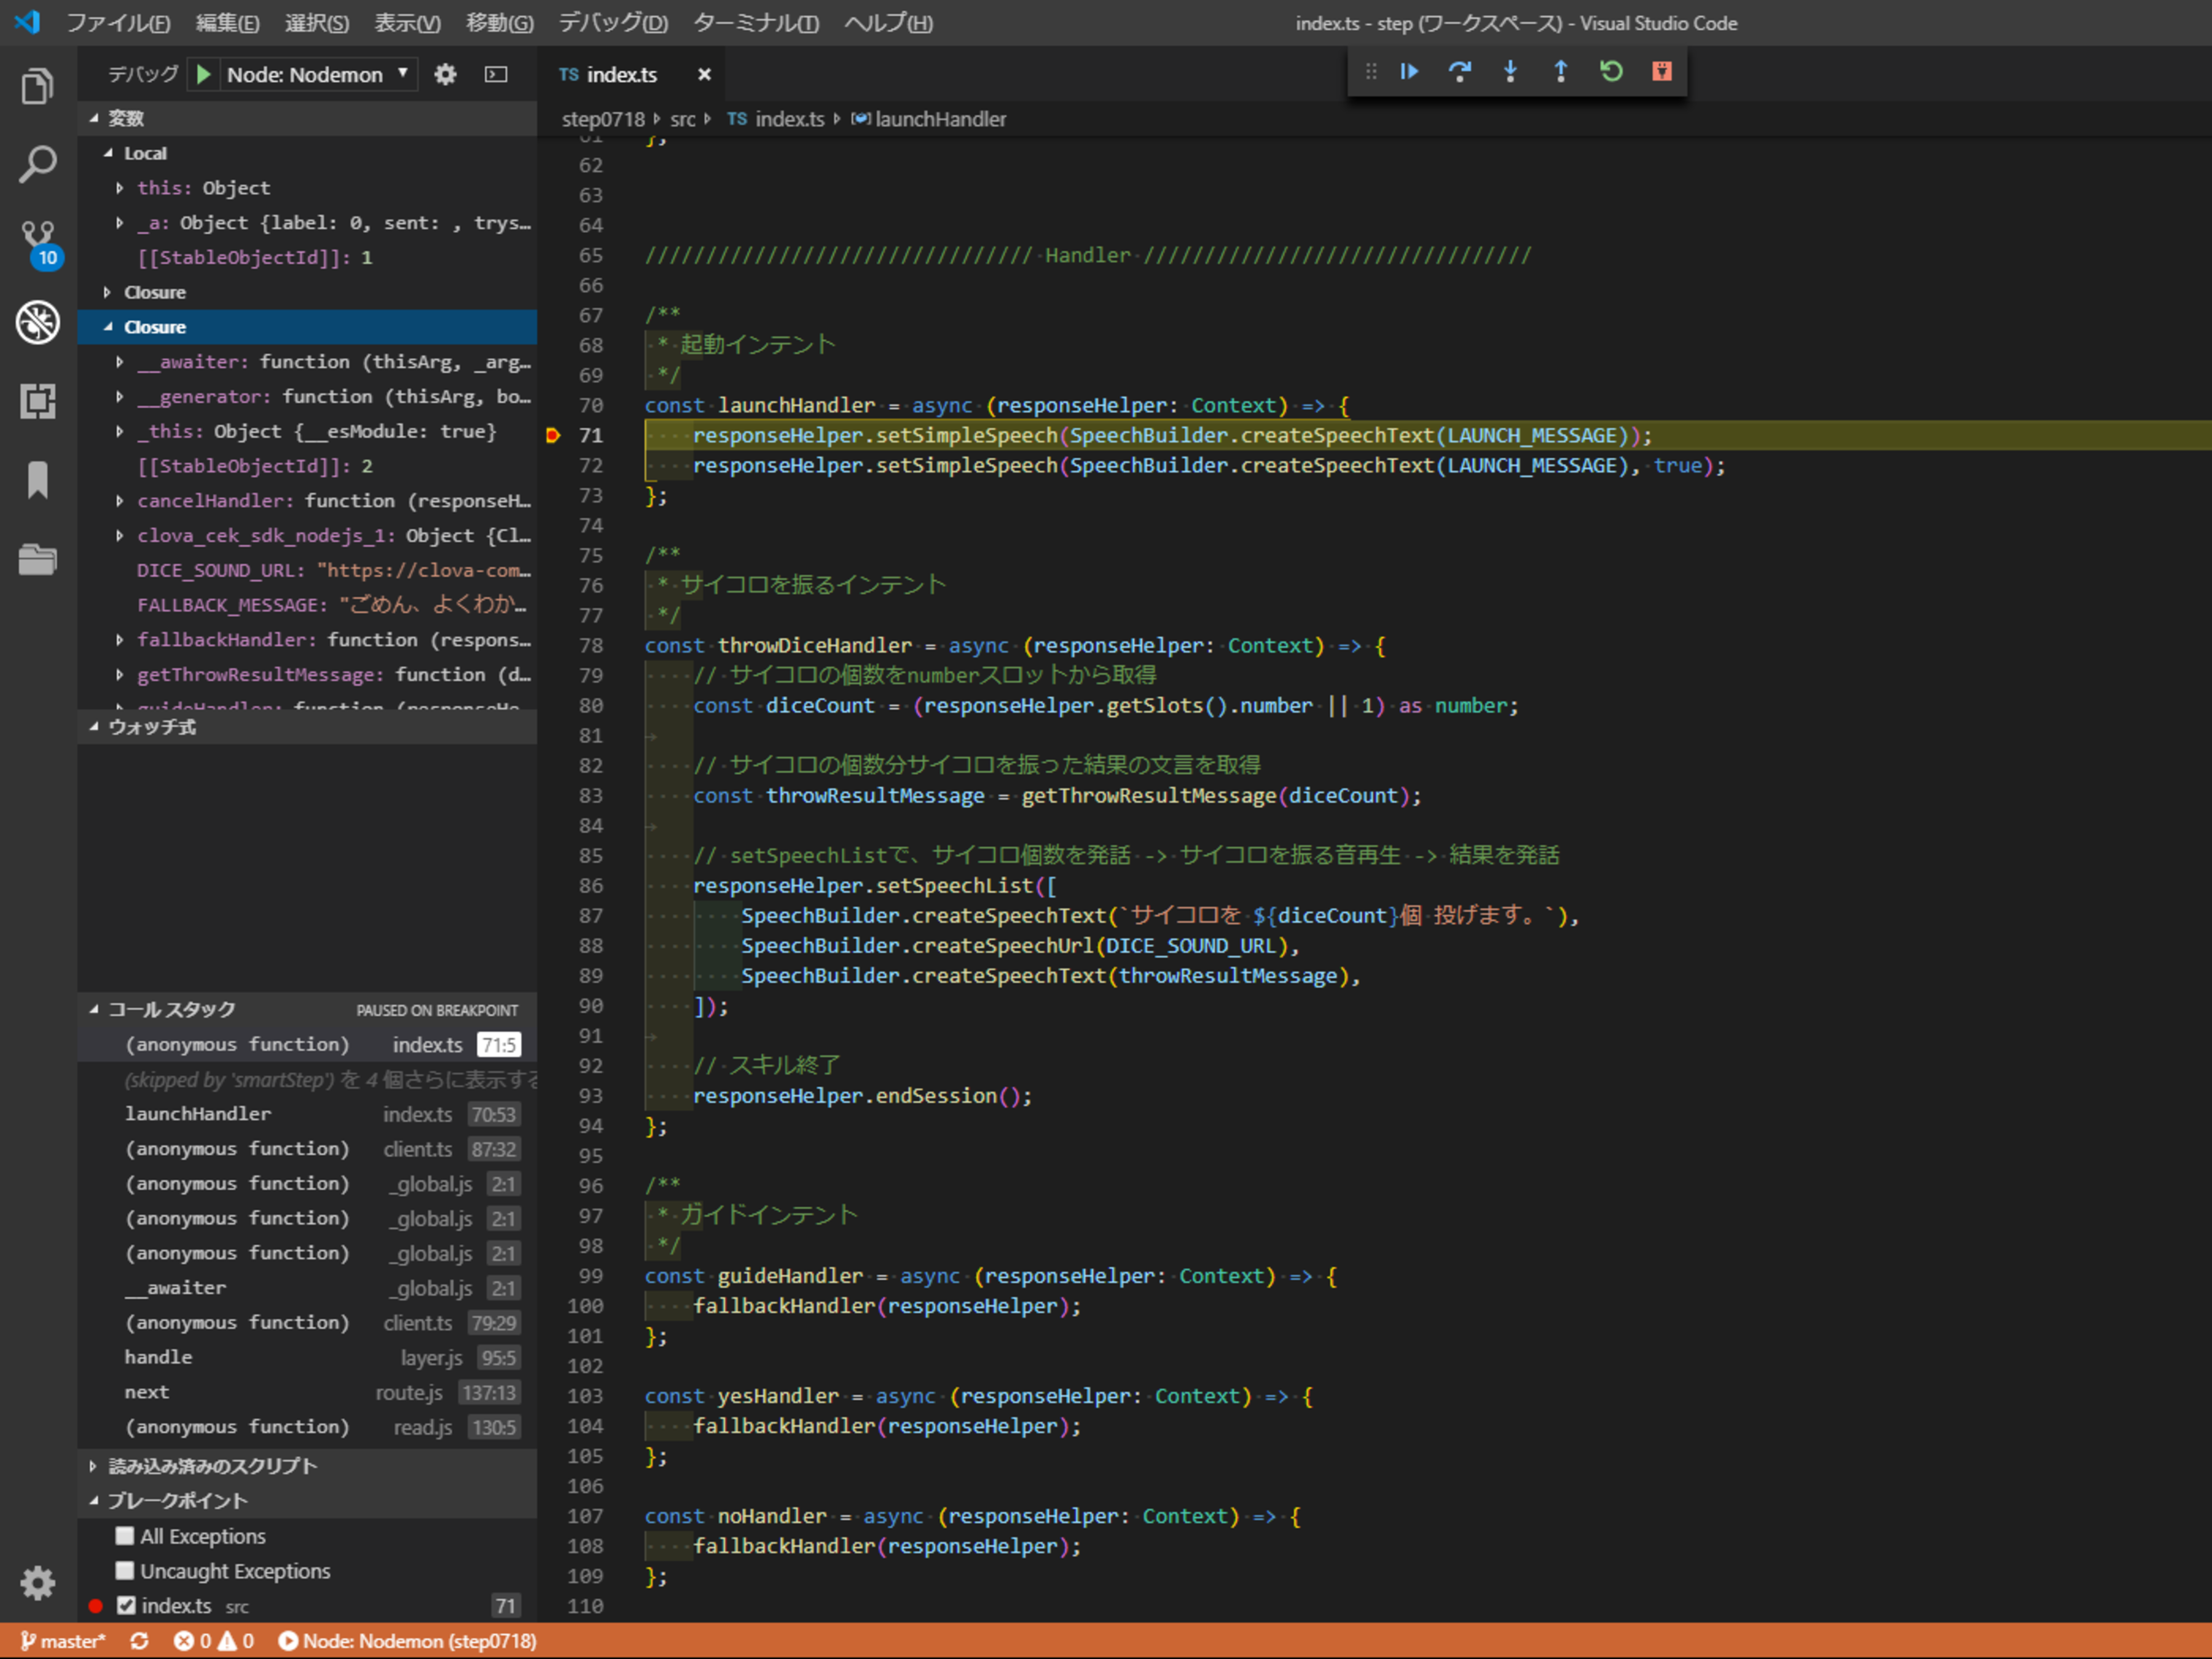 ファイル(F) 編集(E) 選択(S) 表示(V) 移動(G) デバッグ(D) ターミナル(T) ヘルプ(H)
index.ts - step (ワークスペース) - Visual Studio Code
デバッグ Node: Nodemon
TS index.ts
step0718 src TS index.ts launchHandler
10
変数
Local
this: Object
_a: Object {label: 0, sent: , trys…
[[StableObjectId]]: 1
Closure
Closure
__awaiter: function (thisArg, _arg…
__generator: function (thisArg, bo…
_this: Object {__esModule: true}
[[StableObjectId]]: 2
cancelHandler: function (responseH…
clova_cek_sdk_nodejs_1: Object {Cl…
DICE_SOUND_URL: "https://clova-com…
FALLBACK_MESSAGE: "ごめん、よくわか…
fallbackHandler: function (respons…
getThrowResultMessage: function (d…
guideHandler: function (responseHe…
ウォッチ式
コール スタック PAUSED ON BREAKPOINT
(anonymous function) index.ts 71:5
(skipped by 'smartStep') を 4 個さらに表示する
launchHandler index.ts 70:53
(anonymous function) client.ts 87:32
(anonymous function) _global.js 2:1
(anonymous function) _global.js 2:1
(anonymous function) _global.js 2:1
__awaiter _global.js 2:1
(anonymous function) client.ts 79:29
handle layer.js 95:5
next route.js 137:13
(anonymous function) read.js 130:5
読み込み済みのスクリプト
ブレークポイント
All Exceptions
Uncaught Exceptions
index.ts src 71
61 };
62
63
64
65 //////////////////////////////// Handler ////////////////////////////////
66
67 /**
68 * 起動インテント
69 */
70 const launchHandler = async (responseHelper: Context) => {
71 responseHelper.setSimpleSpeech(SpeechBuilder.createSpeechText(LAUNCH_MESSAGE));
72 responseHelper.setSimpleSpeech(SpeechBuilder.createSpeechText(LAUNCH_MESSAGE), true);
73 };
74
75 /**
76 * サイコロを振るインテント
77 */
78 const throwDiceHandler = async (responseHelper: Context) => {
79 // サイコロの個数をnumberスロットから取得
80 const diceCount = (responseHelper.getSlots().number || 1) as number;
81
82 // サイコロの個数分サイコロを振った結果の文言を取得
83 const throwResultMessage = getThrowResultMessage(diceCount);
84
85 // setSpeechListで、サイコロ個数を発話 -> サイコロを振る音再生 -> 結果を発話
86 responseHelper.setSpeechList([
87 SpeechBuilder.createSpeechText(`サイコロを ${diceCount}個 投げます。`),
88 SpeechBuilder.createSpeechUrl(DICE_SOUND_URL),
89 SpeechBuilder.createSpeechText(throwResultMessage),
90 ]);
91
92 // スキル終了
93 responseHelper.endSession();
94 };
95
96 /**
97 * ガイドインテント
98 */
99 const guideHandler = async (responseHelper: Context) => {
100 fallbackHandler(responseHelper);
101 };
102
103 const yesHandler = async (responseHelper: Context) => {
104 fallbackHandler(responseHelper);
105 };
106
107 const noHandler = async (responseHelper: Context) => {
108 fallbackHandler(responseHelper);
109 };
110
master* 0 0 Node: Nodemon (step0718)